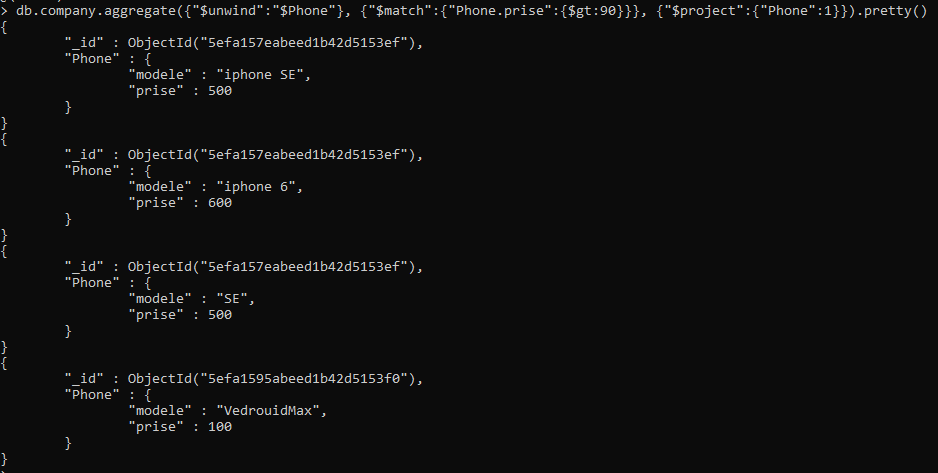 > db.company.aggregate({"$unwind":"$Phone"}, {"$match":{"Phone.prise":{$gt:90}}}, {"$project":{"Phone":1}}).pretty()
{
        "_id" : ObjectId("5efa157eabeed1b42d5153ef"),
        "Phone" : {
                "modele" : "iphone SE",
                "prise" : 500
        }
}
{
        "_id" : ObjectId("5efa157eabeed1b42d5153ef"),
        "Phone" : {
                "modele" : "iphone 6",
                "prise" : 600
        }
}
{
        "_id" : ObjectId("5efa157eabeed1b42d5153ef"),
        "Phone" : {
                "modele" : "SE",
                "prise" : 500
        }
}
{
        "_id" : ObjectId("5efa1595abeed1b42d5153f0"),
        "Phone" : {
                "modele" : "VedrouidMax",
                "prise" : 100
        }
}